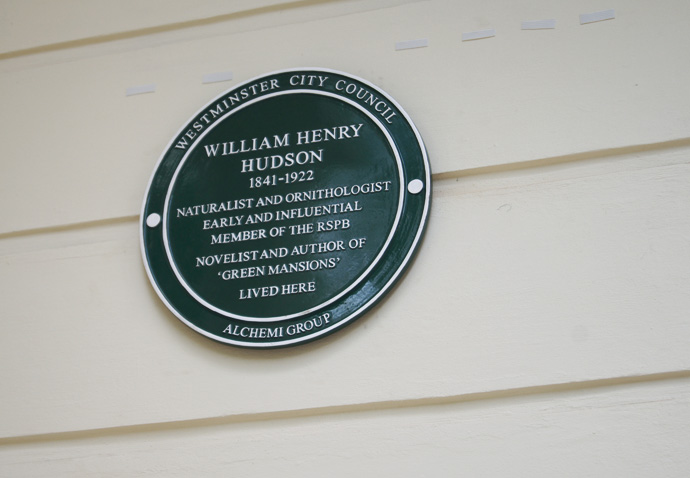 WESTMINSTER CITY COUNCIL
WILLIAM HENRY
HUDSON
1841-1922
NATURALIST AND ORNITHOLOGIST
EARLY AND INFLUENTIAL
MEMBER OF THE RSPB
NOVELIST AND AUTHOR OF
‘GREEN MANSIONS’
LIVED HERE
ALCHEMI GROUP